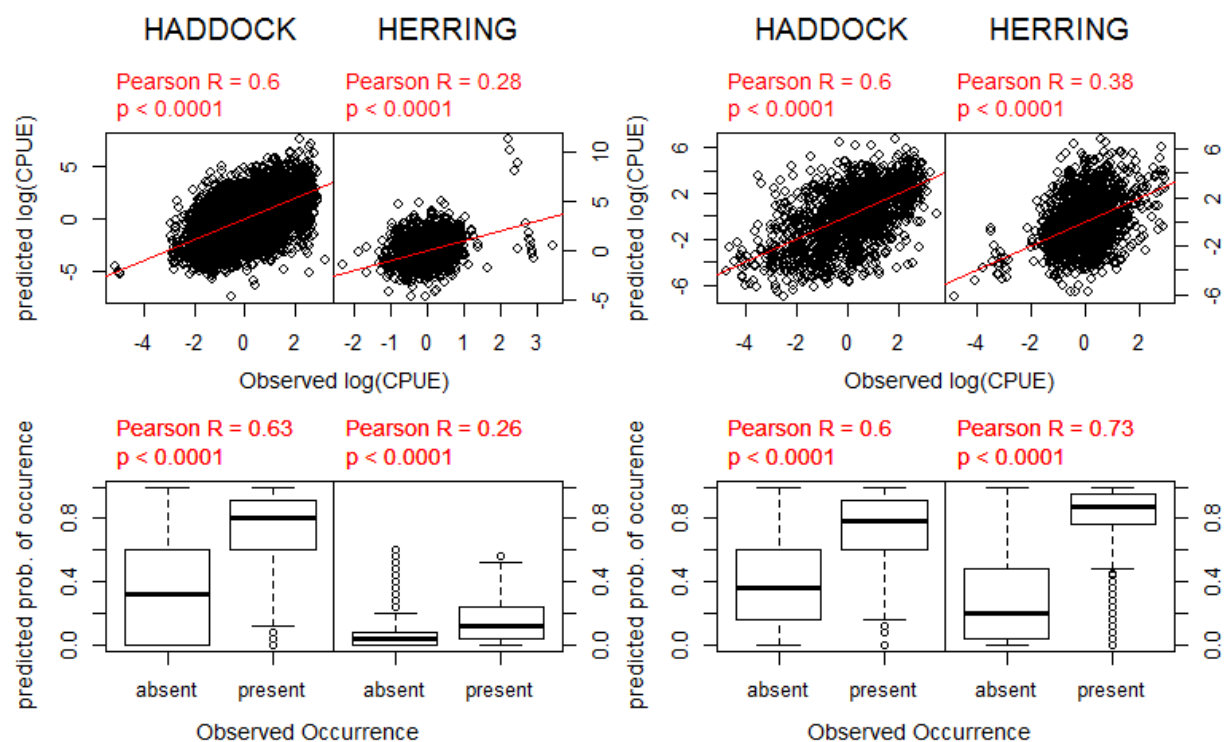 HADDOCK HERRING HADDOCK HERRING
Pearson R = 0.6 Pearson R = 0.28 Pearson R = 0.6 Pearson R = 0.38
p < 0.0001 p < 0.0001 p < 0.0001 p < 0.0001
predicted log(CPUE) predicted log(CPUE)
5 0 -5 10 5 0 -5 6 2 -2 -6 6 2 -2 -6
-4 -2 0 2 -2 -1 0 1 2 3 -4 -2 0 2 -4 -2 0 2
Observed log(CPUE) Observed log(CPUE)
Pearson R = 0.63 Pearson R = 0.26 Pearson R = 0.6 Pearson R = 0.73
p < 0.0001 p < 0.0001 p < 0.0001 p < 0.0001
predicted prob. of occurence predicted prob. of occurence
0.8 0.4 0.0 0.8 0.4 0.0 0.8 0.4 0.0 0.8 0.4 0.0
absent present absent present absent present absent present
Observed Occurrence Observed Occurrence